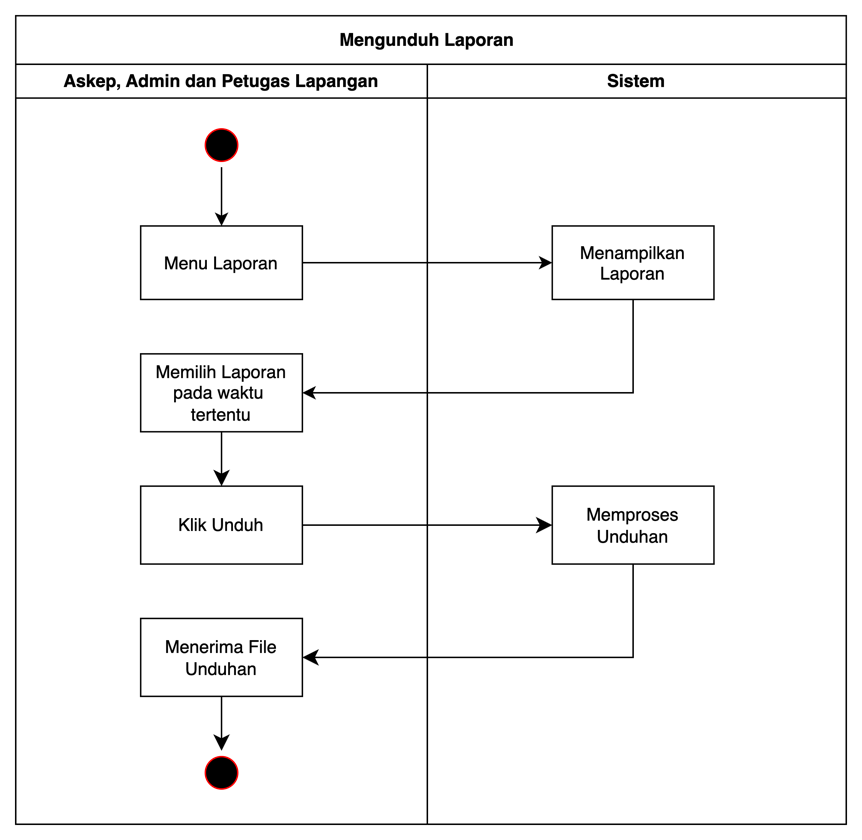 Mengunduh Laporan
Askep, Admin dan Petugas Lapangan
Sistem
Menu Laporan
Menampilkan
Laporan
Memilih Laporan
pada waktu
tertentu
Klik Unduh
Memproses
Unduhan
Menerima File
Unduhan